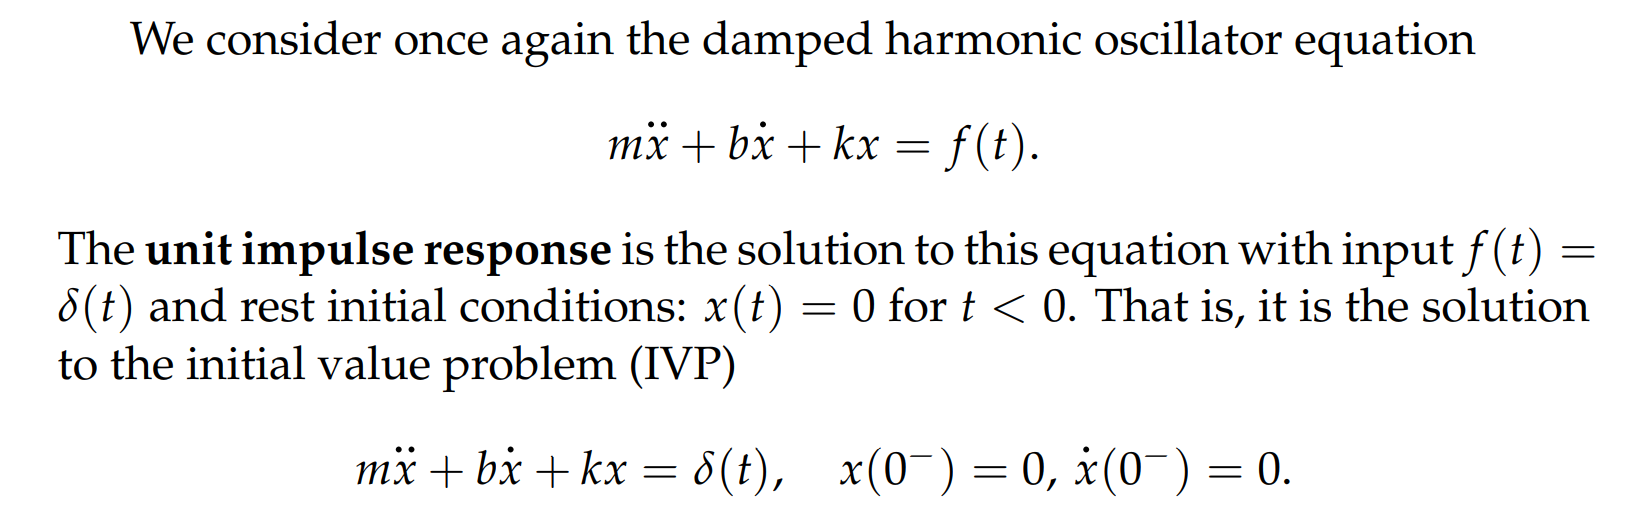 We consider once again the damped harmonic oscillator equation
mẍ + bẋ + kx = f(t).
The unit impulse response is the solution to this equation with input f(t) =
δ(t) and rest initial conditions: x(t) = 0 for t < 0. That is, it is the solution
to the initial value problem (IVP)
mẍ + bẋ + kx = δ(t), x(0⁻) = 0, ẋ(0⁻) = 0.